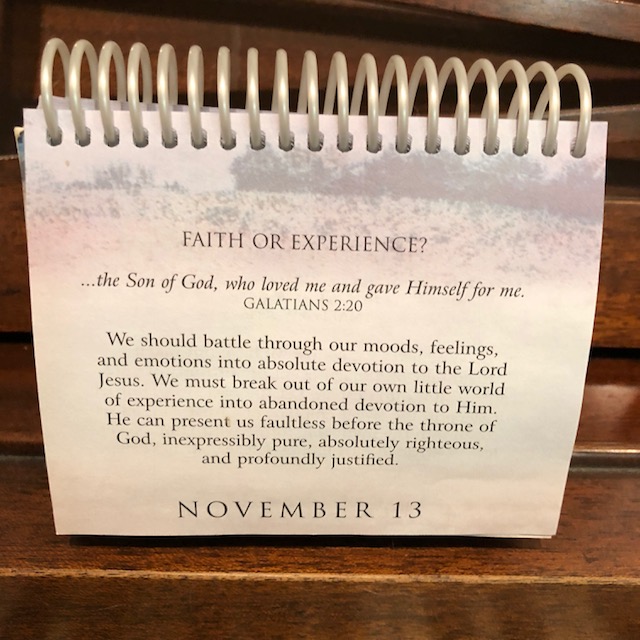 FAITH OR EXPERIENCE?
...the Son of God, who loved me and gave Himself for me.
GALATIANS 2:20
We should battle through our moods, feelings,
and emotions into absolute devotion to the Lord
Jesus. We must break out of our own little world
of experience into abandoned devotion to Him.
He can present us faultless before the throne of
God, inexpressibly pure, absolutely righteous,
and profoundly justified.
NOVEMBER 13